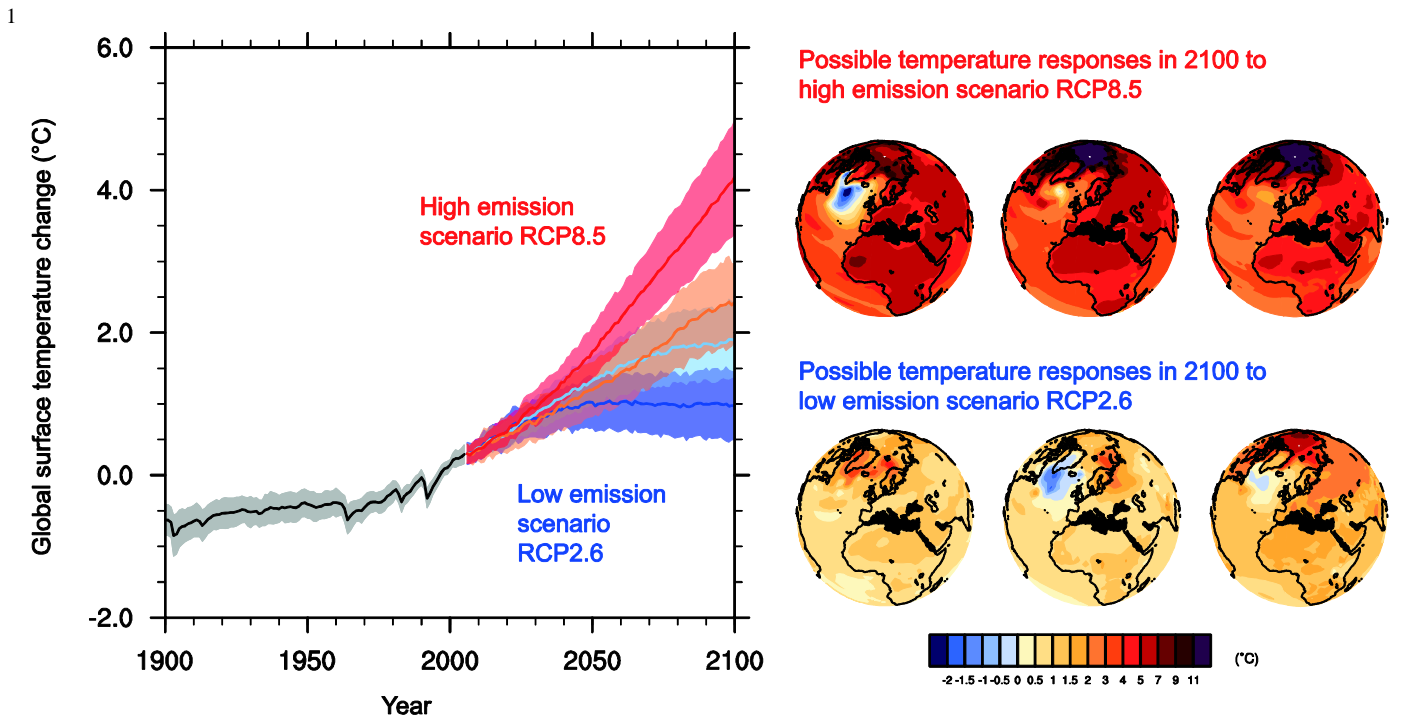 1
6.0
4.0
2.0
0.0
-2.0
Global surface temperature change (°C)
High emission
scenario RCP8.5
Low emission
scenario
RCP2.6
1900
1950
2000
2050
2100
Year
Possible temperature responses in 2100 to
high emission scenario RCP8.5
Possible temperature responses in 2100 to
low emission scenario RCP2.6
-2 -1.5 -1 -0.5 0 0.5 1 1.5 2 3 4 5 7 9 11
(°C)